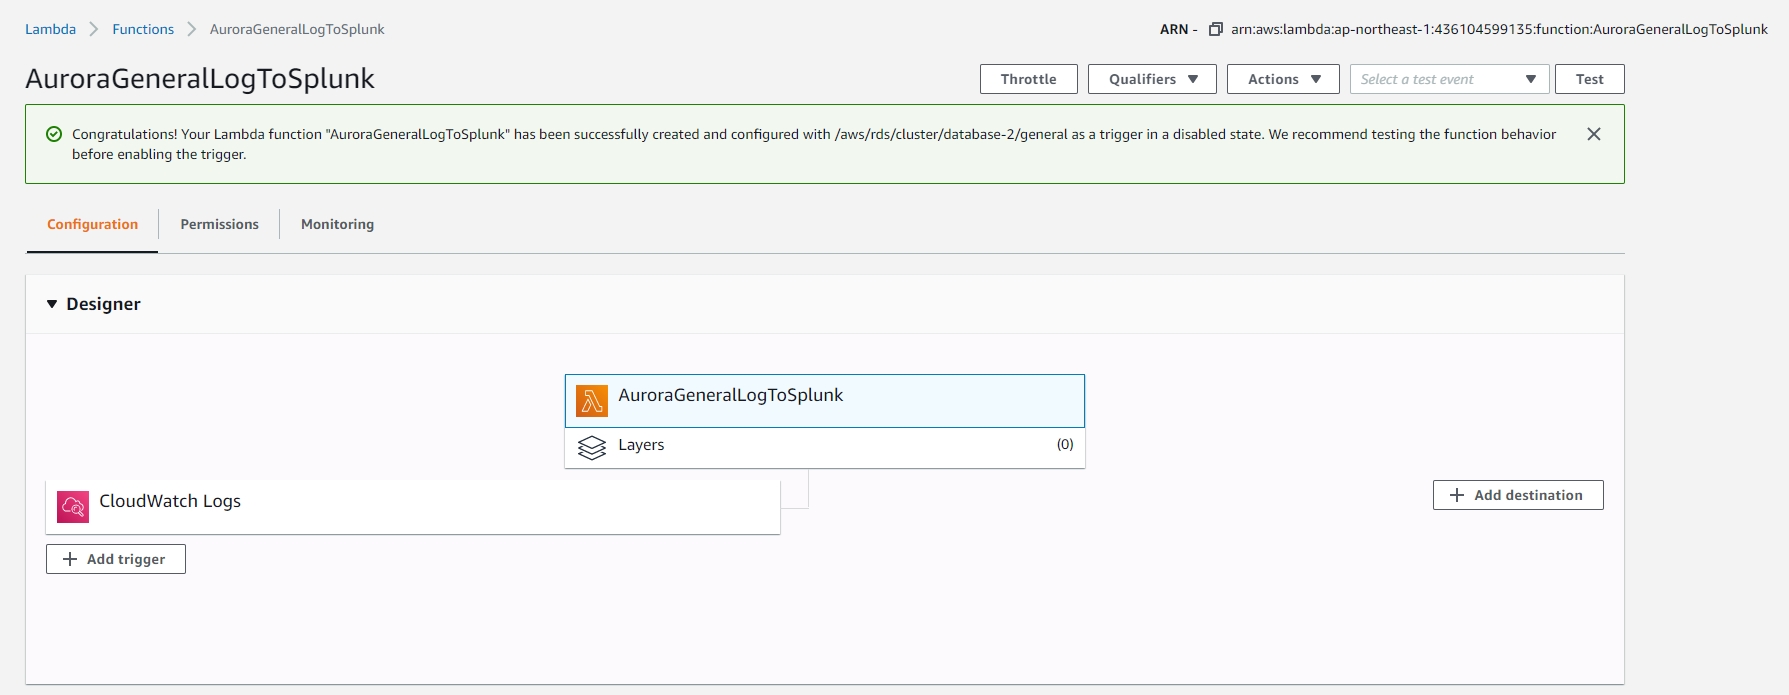 Lambda > Functions > AuroraGeneralLogToSplunk
ARN - arn:aws:lambda:ap-northeast-1:436104599135:function:AuroraGeneralLogToSplunk
AuroraGeneralLogToSplunk
Throttle
Qualifiers
Actions
Select a test event
Test
Congratulations! Your Lambda function "AuroraGeneralLogToSplunk" has been successfully created and configured with /aws/rds/cluster/database-2/general as a trigger in a disabled state. We recommend testing the function behavior
before enabling the trigger.
Configuration
Permissions
Monitoring
Designer
AuroraGeneralLogToSplunk
Layers (0)
CloudWatch Logs
+ Add destination
+ Add trigger